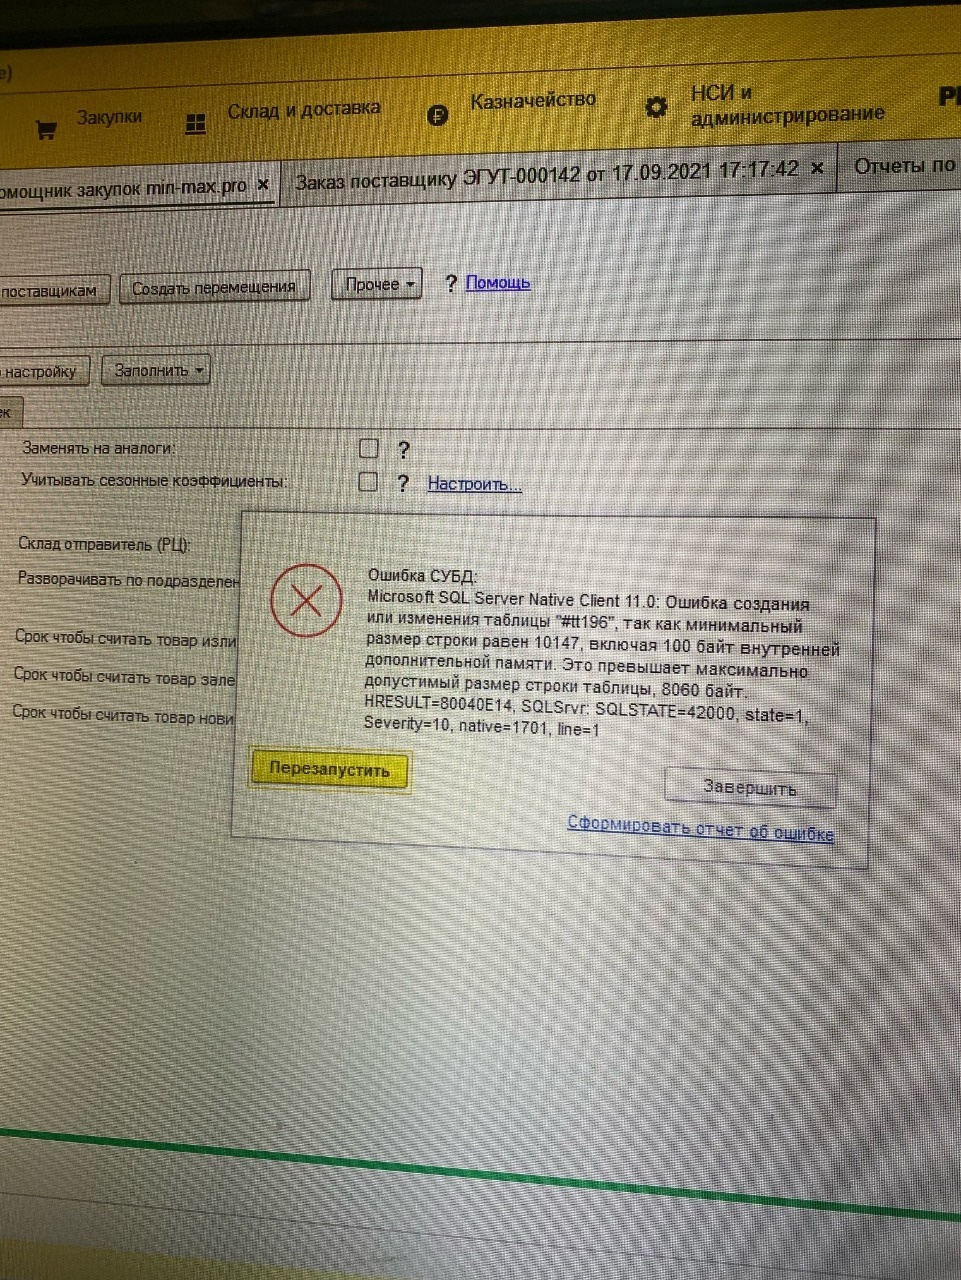 e)
Закупки
Склад и доставка
Казначейство
НСИ и
администрирование
омощник закупок min-max.pro ×
Заказ поставщику ЭГУТ-000142 от 17.09.2021 17:17:42 ×
Отчеты по
поставщикам
Создать перемещения
Прочее
? Помощь
настройку
Заполнить
ек
Заменять на аналоги:
?
Учитывать сезонные коэффициенты:
? Настроить...
Склад отправитель (РЦ):
Разворачивать по подразделен
Срок чтобы считать товар изли
Срок чтобы считать товар зале
Срок чтобы считать товар нови
Ошибка СУБД:
Microsoft SQL Server Native Client 11.0: Ошибка создания
или изменения таблицы "#tt196", так как минимальный
размер строки равен 10147, включая 100 байт внутренней
дополнительной памяти. Это превышает максимально
допустимый размер строки таблицы, 8060 байт.
HRESULT=80040E14, SQLSrvr: SQLSTATE=42000, state=1,
Severity=10, native=1701, line=1
Перезапустить
Завершить
Сформировать отчет об ошибке